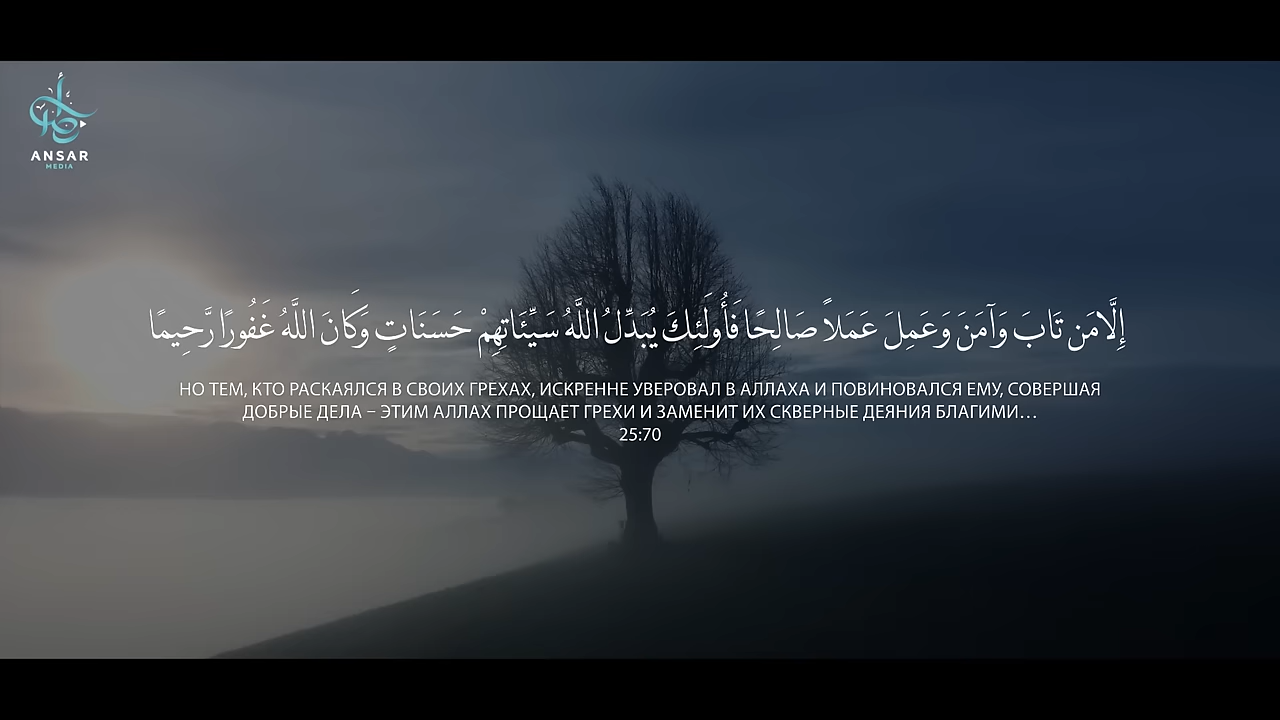 ANSAR
MEDIA
إِلَّا مَن تَابَ وَآمَنَ وَعَمِلَ عَمَلاً صَالِحًا فَأُولَٰئِكَ يُبَدِّلُ اللَّهُ سَيِّئَاتِهِمْ حَسَنَاتٍ وَكَانَ اللَّهُ غَفُورًا رَّحِيمًا
НО ТЕМ, КТО РАСКАЯЛСЯ В СВОИХ ГРЕХАХ, ИСКРЕННЕ УВЕРОВАЛ В АЛЛАХА И ПОВИНОВАЛСЯ ЕМУ, СОВЕРШАЯ
ДОБРЫЕ ДЕЛА – ЭТИМ АЛЛАХ ПРОЩАЕТ ГРЕХИ И ЗАМЕНИТ ИХ СКВЕРНЫЕ ДЕЯНИЯ БЛАГИМИ…
25:70